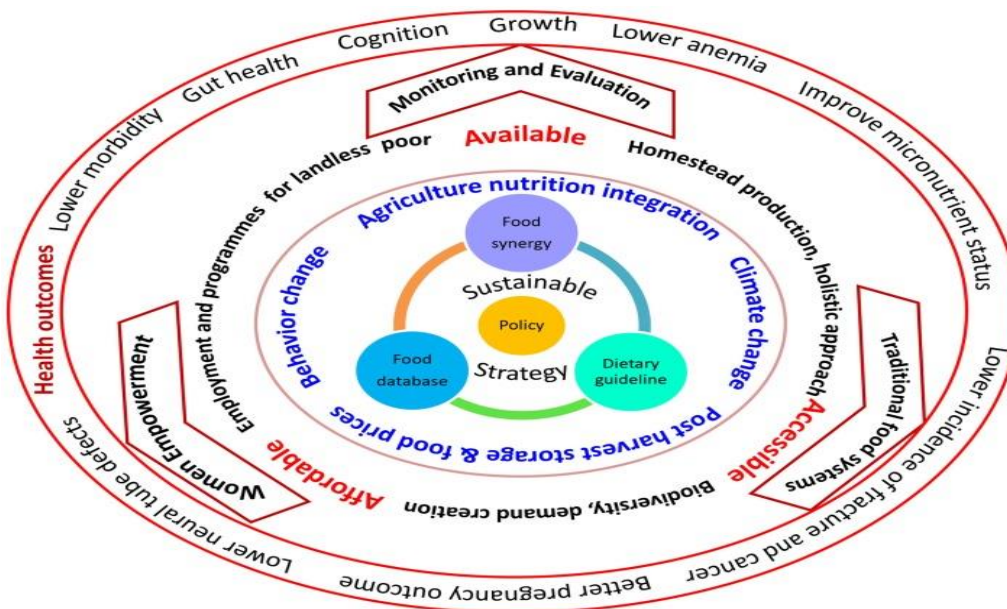 Health outcomes
Lower morbidity
Gut health
Cognition
Growth
Lower anemia
Improve micronutrient status
Lower incidence of fracture and cancer
Better pregnancy outcome
Lower neural tube defects
Monitoring and Evaluation
Traditional food systems
Women Empowerment
Available
Homestead production, holistic approach
Accessible
Biodiversity, demand creation
Affordable
Employment and programmes for landless poor
Agriculture nutrition integration
Climate change
Post harvest storage & food prices
Behavior change
Food
synergy
Sustainable
Policy
Strategy
Food
database
Dietary
guideline